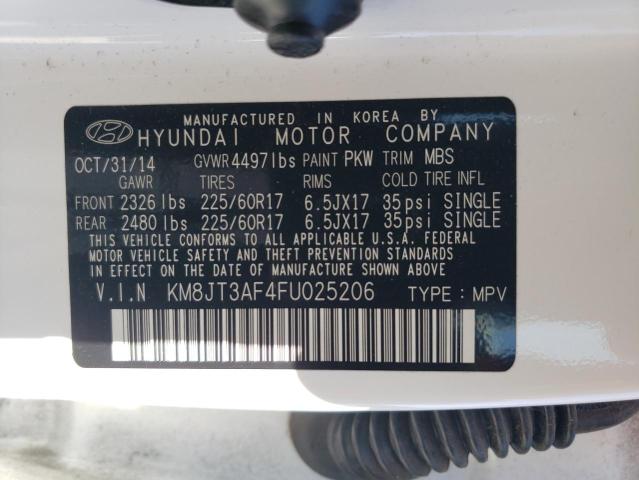 MANUFACTURED IN KOREA BY
HYUNDAI MOTOR COMPANY
OCT/31/14 GVWR 4497 lbs PAINT PKW TRIM MBS
GAWR TIRES RIMS COLD TIRE INFL
FRONT 2326 lbs 225/60R17 6.5JX17 35psi SINGLE
REAR 2480 lbs 225/60R17 6.5JX17 35psi SINGLE
THIS VEHICLE CONFORMS TO ALL APPLICABLE U.S.A. FEDERAL
MOTOR VEHICLE SAFETY AND THEFT PREVENTION STANDARDS
IN EFFECT ON THE DATE OF MANUFACTURE SHOWN ABOVE.
V.I.N KM8JT3AF4FU025206 TYPE : MPV